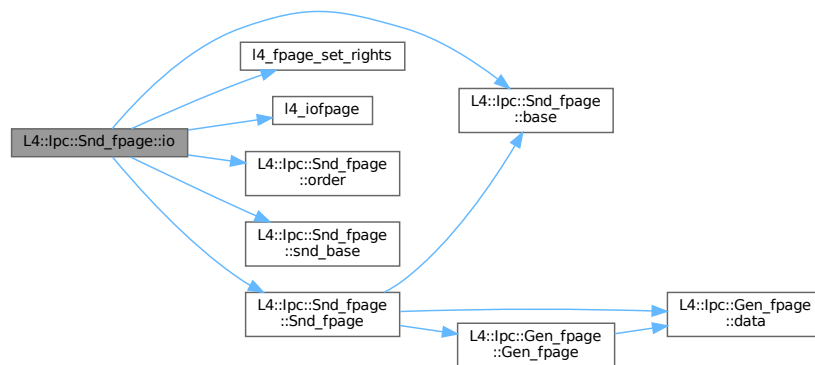 L4::Ipc::Snd_fpage::io
l4_fpage_set_rights
l4_iofpage
L4::Ipc::Snd_fpage
::order
L4::Ipc::Snd_fpage
::snd_base
L4::Ipc::Snd_fpage
::Snd_fpage
L4::Ipc::Snd_fpage
::base
L4::Ipc::Gen_fpage
::Gen_fpage
L4::Ipc::Gen_fpage
::data